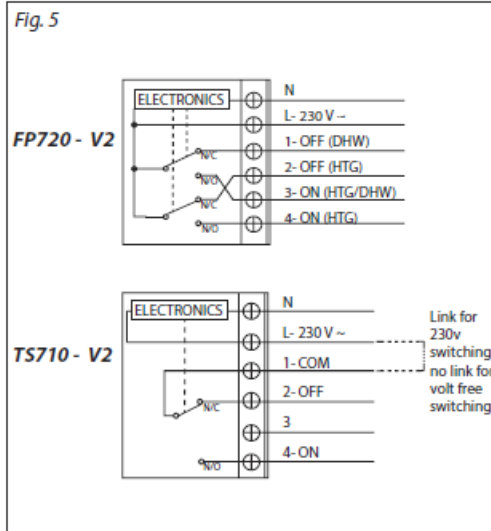 Fig. 5
FP720 - V2
ELECTRONICS
N/C
N/O
N/C
N/O
N
L- 230 V ~
1- OFF (DHW)
2- OFF (HTG)
3- ON (HTG/DHW)
4- ON (HTG)
TS710 - V2
ELECTRONICS
N/C
N/O
N
L- 230 V ~
1- COM
2- OFF
3
4- ON
Link for
230v
switching
no link for
volt free
switching